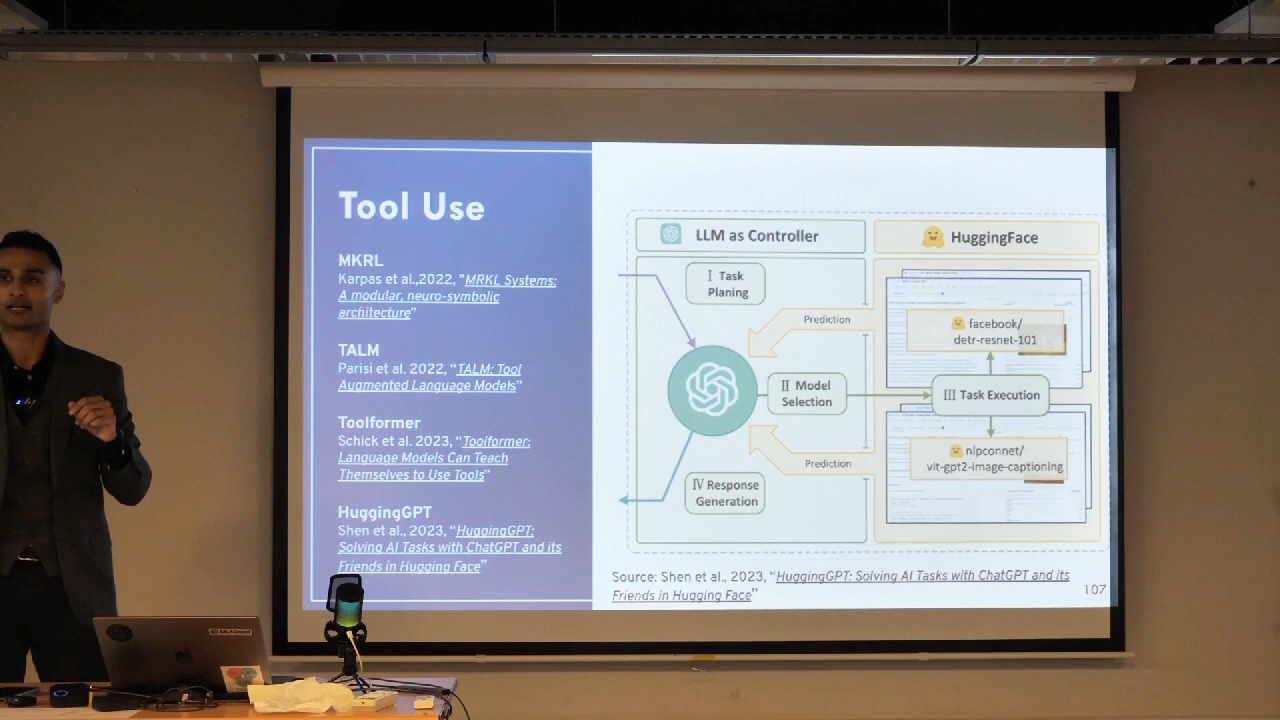 Tool Use
MKRL
Karpas et al.,2022, “MRKL Systems:
A modular, neuro-symbolic
architecture”
TALM
Parisi et al. 2022, “TALM: Tool
Augmented Language Models”
Toolformer
Schick et al. 2023, “Toolformer:
Language Models Can Teach
Themselves to Use Tools”
HuggingGPT
Shen et al., 2023, “HuggingGPT:
Solving AI Tasks with ChatGPT and its
Friends in Hugging Face”
LLM as Controller
HuggingFace
I Task
Planing
Prediction
facebook/
detr-resnet-101
II Model
Selection
III Task Execution
Prediction
nlpconnet/
vit-gpt2-image-captioning
IV Response
Generation
Source: Shen et al., 2023, “HuggingGPT: Solving AI Tasks with ChatGPT and its
Friends in Hugging Face”
107